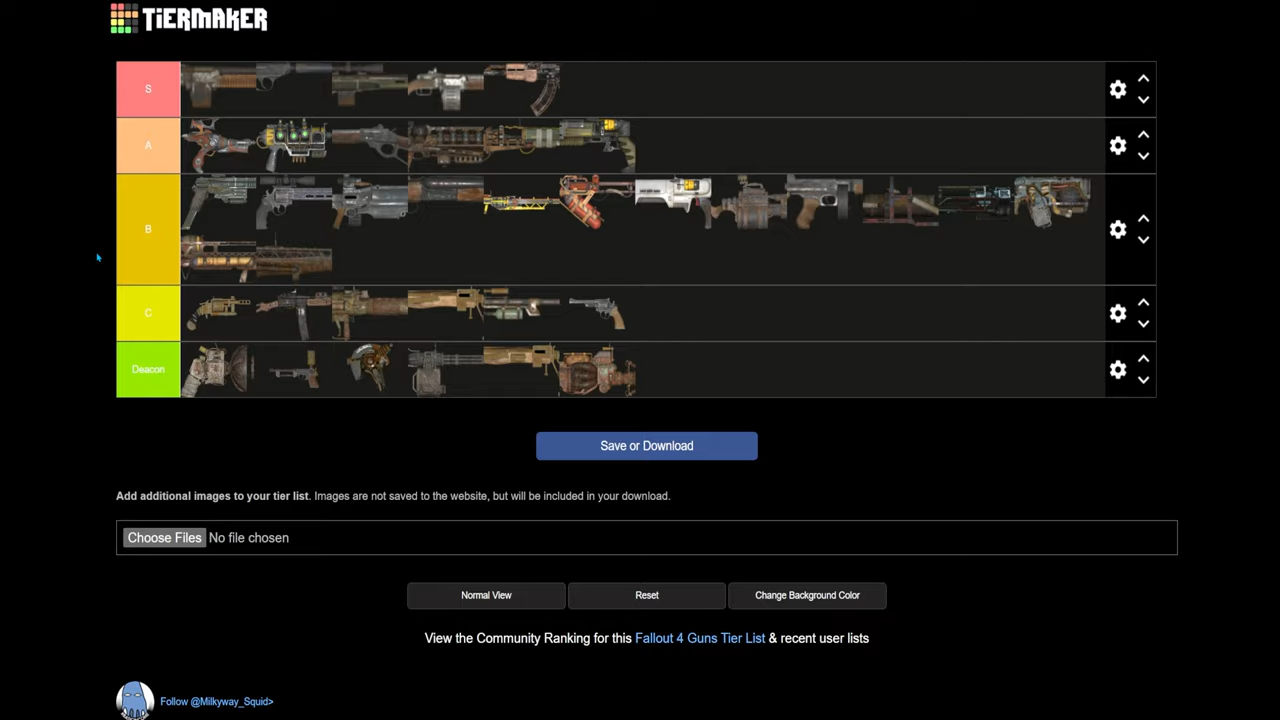 TiERMAKER
S
A
B
C
Deacon
Save or Download
Add additional images to your tier list. Images are not saved to the website, but will be included in your download.
Choose Files No file chosen
Normal View
Reset
Change Background Color
View the Community Ranking for this Fallout 4 Guns Tier List & recent user lists
Follow @Milkyway_Squid>